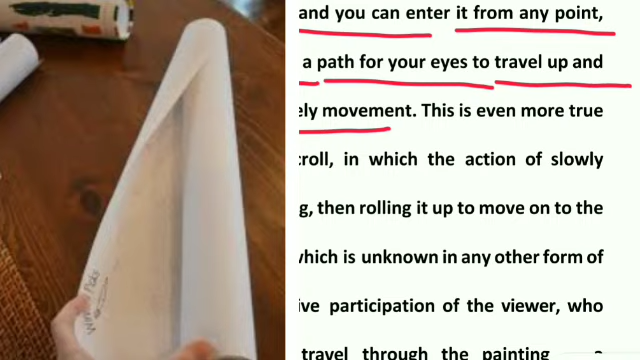 and you can enter it from any point,
a path for your eyes to travel up and
ely movement. This is even more true
roll, in which the action of slowly
g, then rolling it up to move on to the
which is unknown in any other form of
ive participation of the viewer, who
travel through the painting